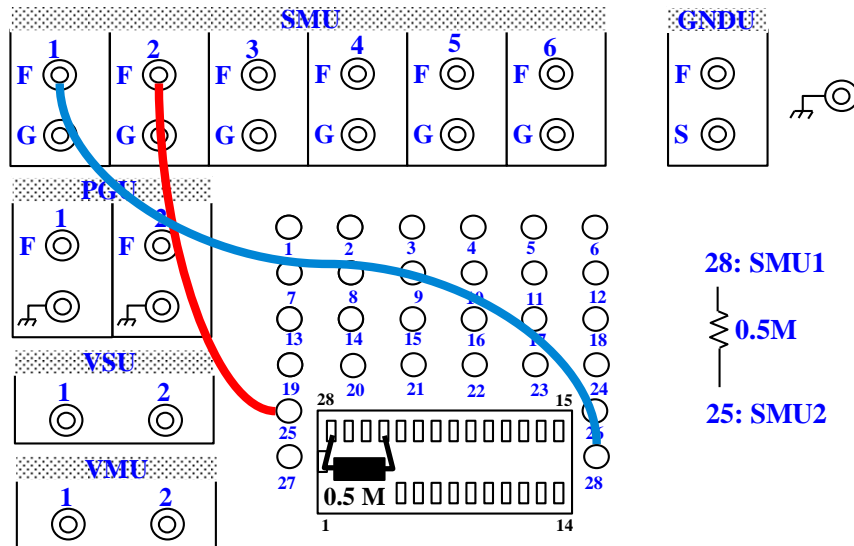 SMU
GNDU
1 2 3 4 5 6
F F F F F F F
G G G G G G S
PGU
1 2
F F
1 2 3 4 5 6
7 8 9 10 11 12
13 14 15 16 17 18
19 20 21 22 23 24
25 26
27 28
VSU
1 2
VMU
1 2
28 15
0.5 M
1 14
28: SMU1
0.5M
25: SMU2